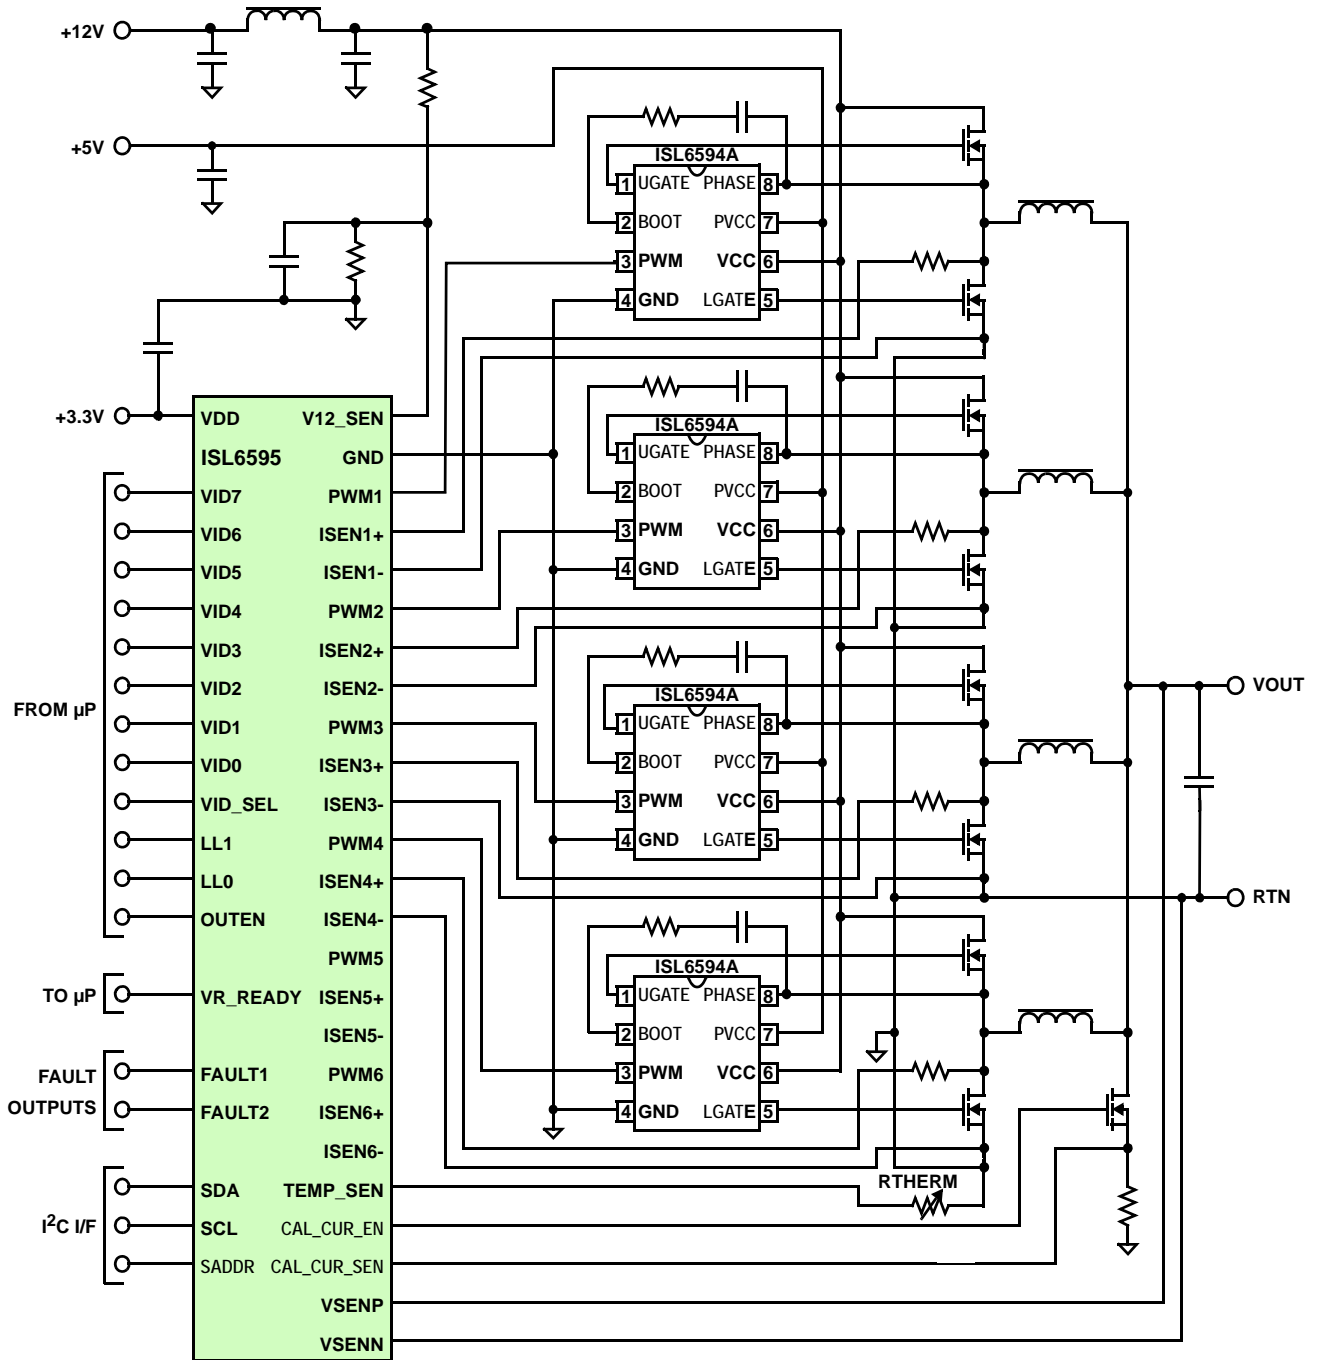 +12V
+5V
+3.3V
FROM µP
TO µP
FAULT
OUTPUTS
I2C I/F
VDD V12_SEN
ISL6595 GND
VID7 PWM1
VID6 ISEN1+
VID5 ISEN1-
VID4 PWM2
VID3 ISEN2+
VID2 ISEN2-
VID1 PWM3
VID0 ISEN3+
VID_SEL ISEN3-
LL1 PWM4
LL0 ISEN4+
OUTEN ISEN4-
PWM5
VR_READY ISEN5+
ISEN5-
FAULT1 PWM6
FAULT2 ISEN6+
ISEN6-
SDA TEMP_SEN
SCL CAL_CUR_EN
SADDR CAL_CUR_SEN
VSENP
VSENN
ISL6594A
1 UGATE PHASE 8
2 BOOT PVCC 7
3 PWM VCC 6
4 GND LGATE 5
ISL6594A
1 UGATE PHASE 8
2 BOOT PVCC 7
3 PWM VCC 6
4 GND LGATE 5
ISL6594A
1 UGATE PHASE 8
2 BOOT PVCC 7
3 PWM VCC 6
4 GND LGATE 5
ISL6594A
1 UGATE PHASE 8
2 BOOT PVCC 7
3 PWM VCC 6
4 GND LGATE 5
RTHERM
VOUT
RTN